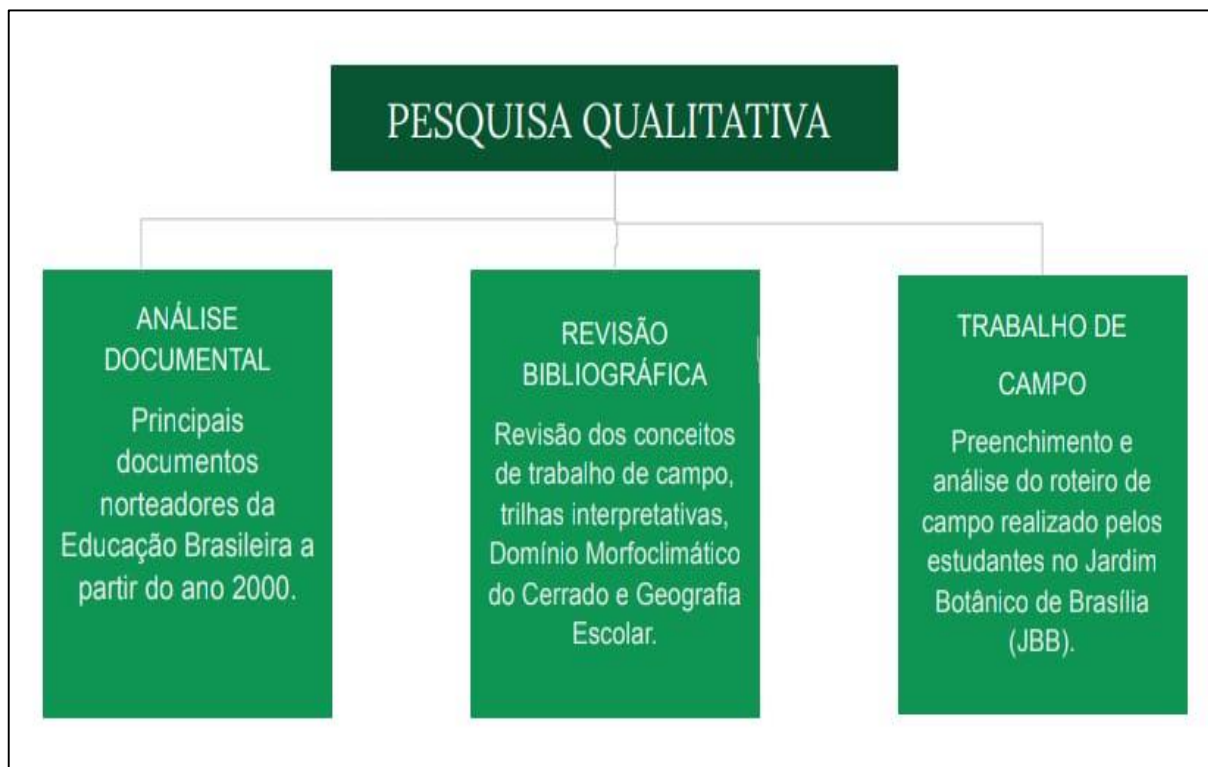 PESQUISA QUALITATIVA
ANÁLISE
DOCUMENTAL
Principais
documentos
norteadores da
Educação Brasileira a
partir do ano 2000.
REVISÃO
BIBLIOGRÁFICA
Revisão dos conceitos
de trabalho de campo,
trilhas interpretativas,
Domínio Morfoclimático
do Cerrado e Geografia
Escolar.
TRABALHO DE
CAMPO
Preenchimento e
análise do roteiro de
campo realizado pelos
estudantes no Jardim
Botânico de Brasília
(JBB).